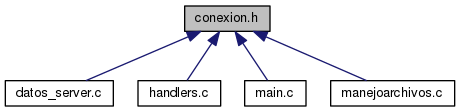 conexion.h
datos_server.c
handlers.c
main.c
manejoarchivos.c